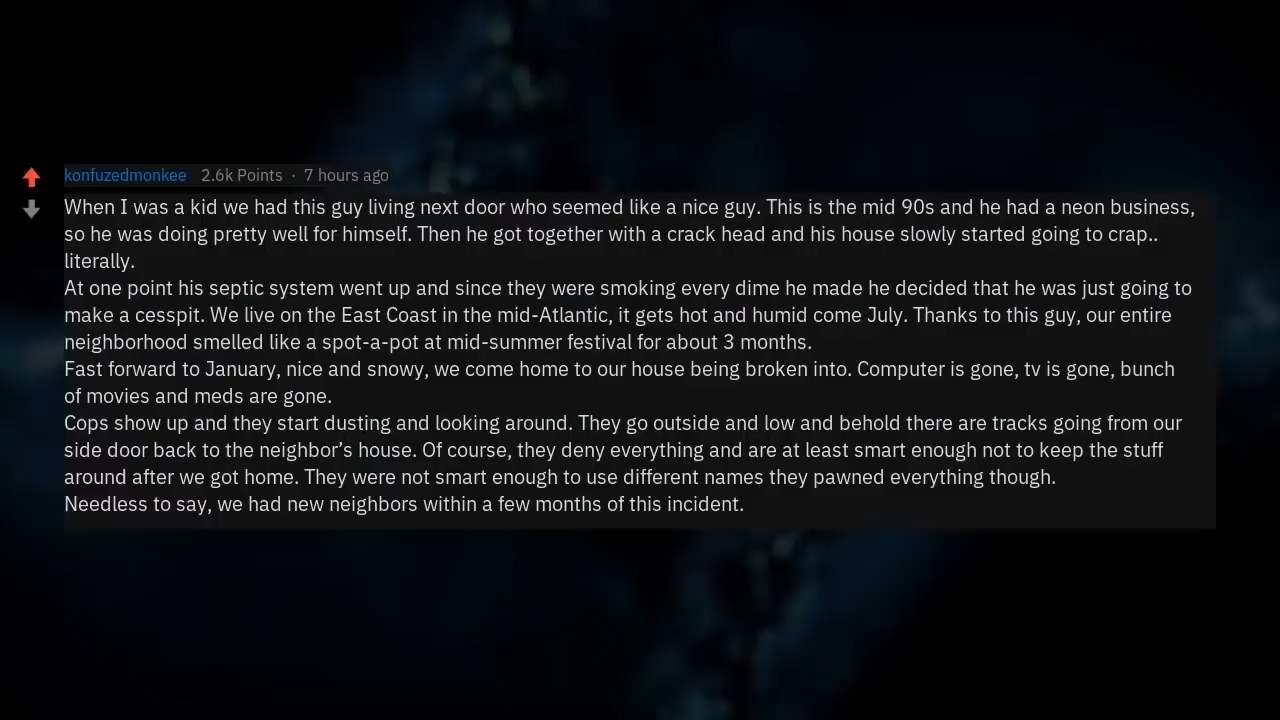 konfuzedmonkee 2.6k Points · 7 hours ago
When I was a kid we had this guy living next door who seemed like a nice guy. This is the mid 90s and he had a neon business,
so he was doing pretty well for himself. Then he got together with a crack head and his house slowly started going to crap..
literally.
At one point his septic system went up and since they were smoking every dime he made he decided that he was just going to
make a cesspit. We live on the East Coast in the mid-Atlantic, it gets hot and humid come July. Thanks to this guy, our entire
neighborhood smelled like a spot-a-pot at mid-summer festival for about 3 months.
Fast forward to January, nice and snowy, we come home to our house being broken into. Computer is gone, tv is gone, bunch
of movies and meds are gone.
Cops show up and they start dusting and looking around. They go outside and low and behold there are tracks going from our
side door back to the neighbor’s house. Of course, they deny everything and are at least smart enough not to keep the stuff
around after we got home. They were not smart enough to use different names they pawned everything though.
Needless to say, we had new neighbors within a few months of this incident.